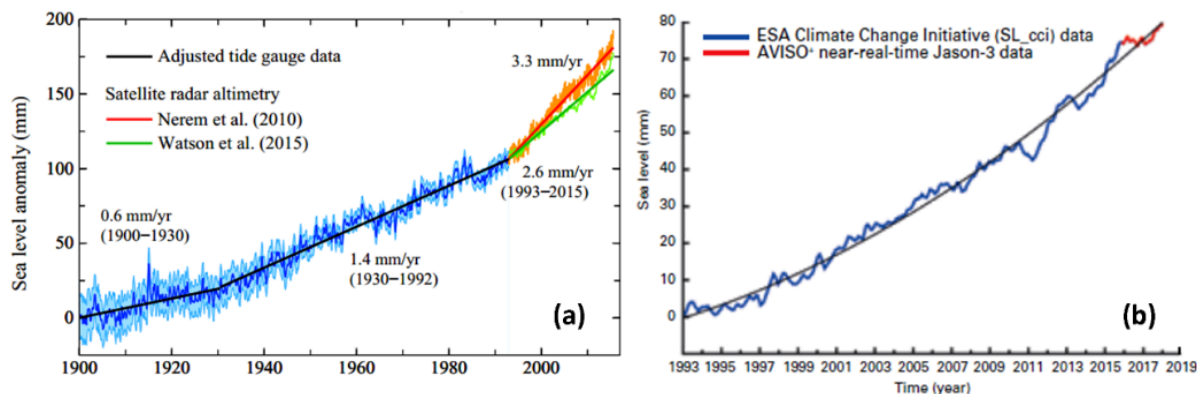 200
150
100
50
0
Sea level anomaly (mm)
Adjusted tide gauge data
Satellite radar altimetry
Nerem et al. (2010)
Watson et al. (2015)
3.3 mm/yr
2.6 mm/yr
(1993–2015)
0.6 mm/yr
(1900–1930)
1.4 mm/yr
(1930–1992)
(a)
1900 1920 1940 1960 1980 2000
80
70
60
50
40
30
20
10
0
Sea level (mm)
ESA Climate Change Initiative (SL_cci) data
AVISO+ near-real-time Jason-3 data
(b)
1993 1995 1997 1999 2001 2003 2005 2007 2009 2011 2013 2015 2017 2019
Time (year)